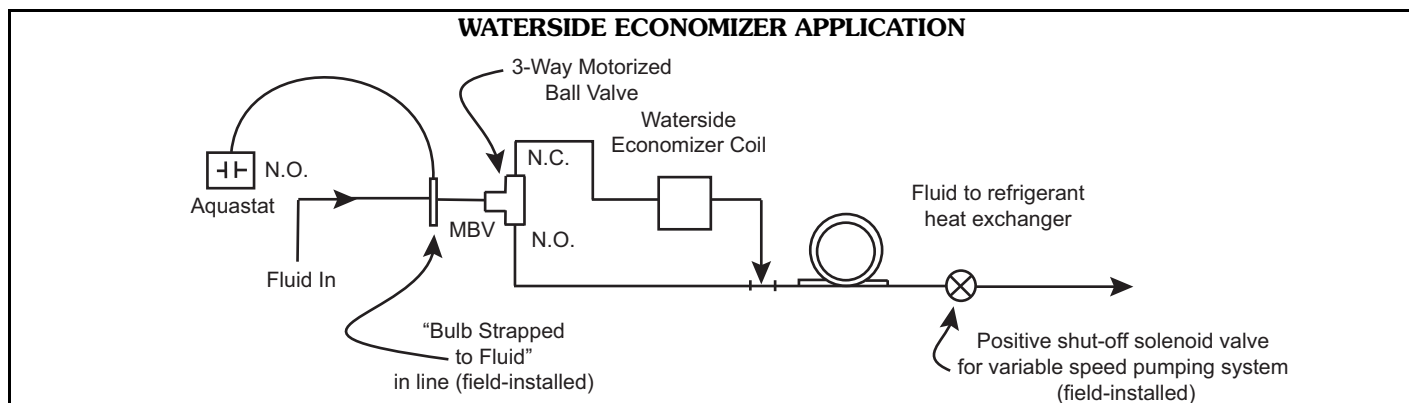 WATERSIDE ECONOMIZER APPLICATION
3-Way Motorized
Ball Valve
Waterside
Economizer Coil
N.C.
N.O.
Aquastat
Fluid to refrigerant
heat exchanger
MBV
N.O.
Fluid In
“Bulb Strapped
to Fluid”
in line (field-installed)
Positive shut-off solenoid valve
for variable speed pumping system
(field-installed)